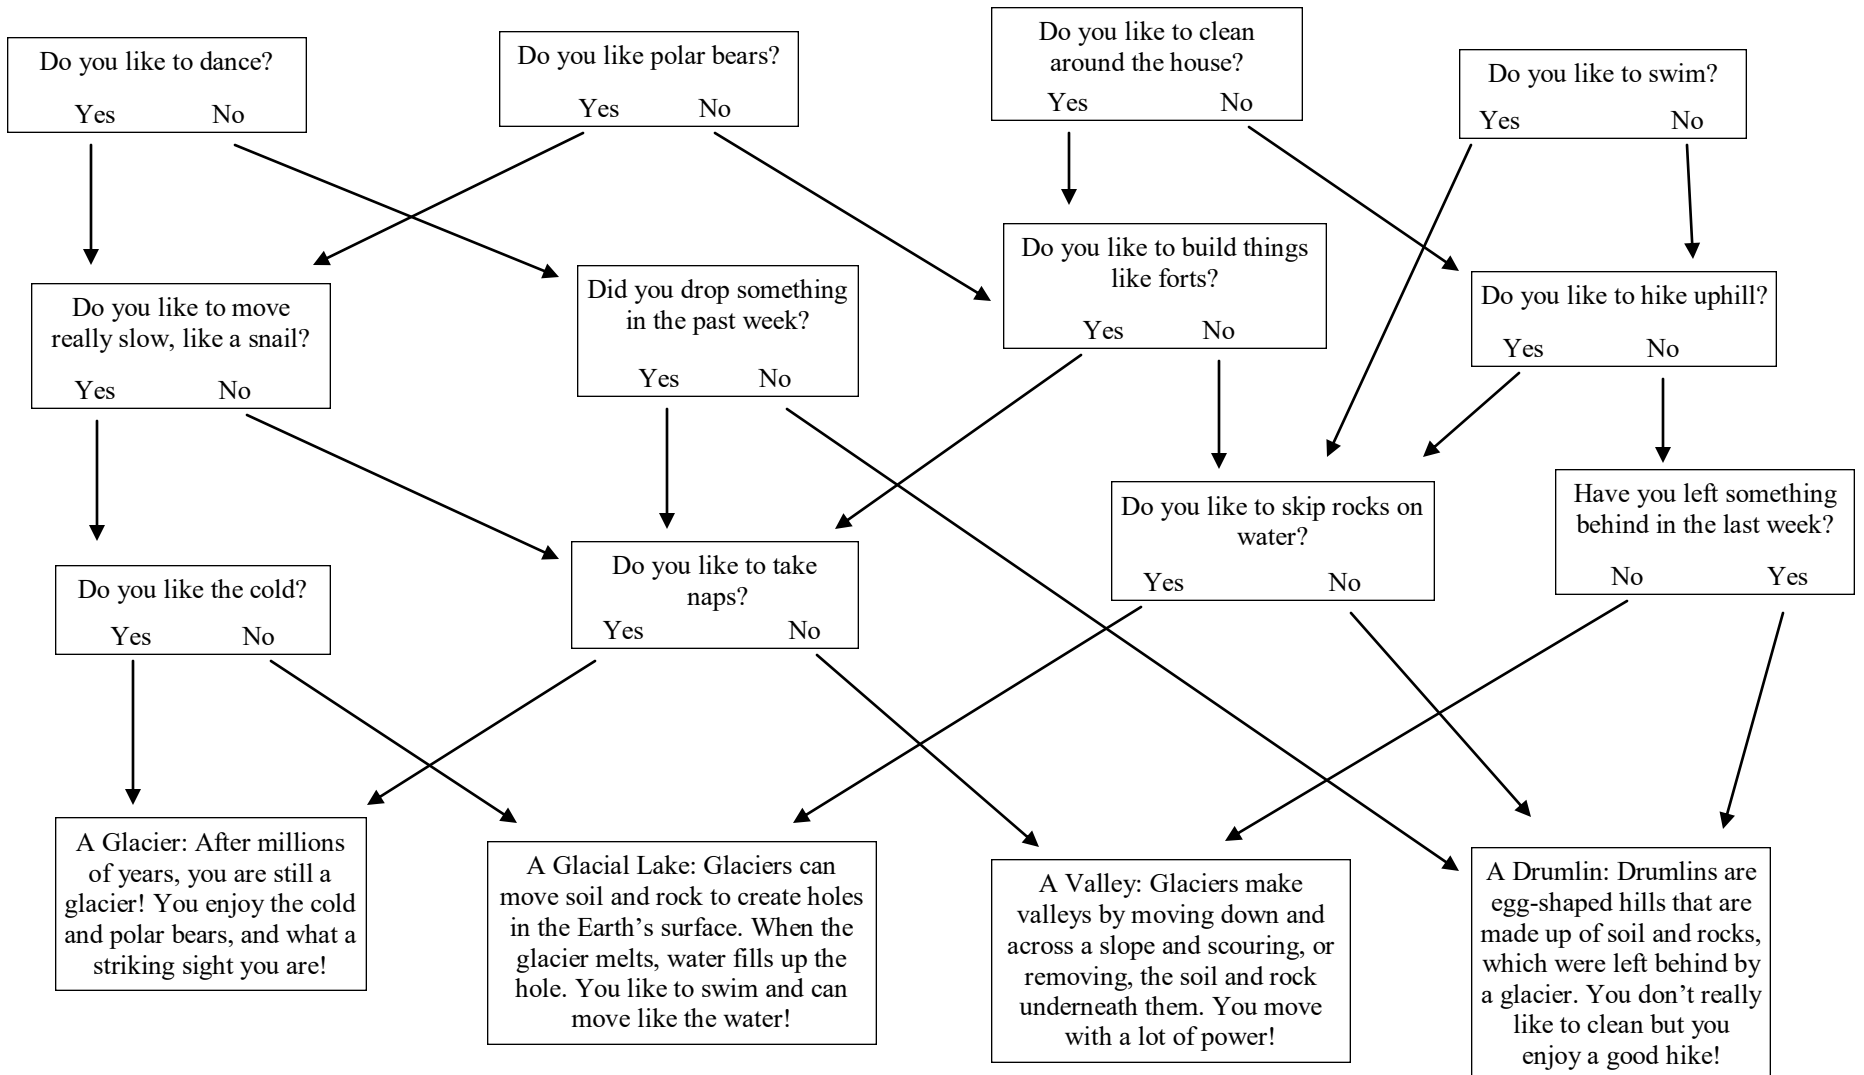 Do you like to dance?
Yes No
Do you like polar bears?
Yes No
Do you like to clean
around the house?
Yes No
Do you like to swim?
Yes No
Do you like to move
really slow, like a snail?
Yes No
Did you drop something
in the past week?
Yes No
Do you like to build things
like forts?
Yes No
Do you like to hike uphill?
Yes No
Do you like the cold?
Yes No
Do you like to take
naps?
Yes No
Do you like to skip rocks on
water?
Yes No
Have you left something
behind in the last week?
No Yes
A Glacier: After millions
of years, you are still a
glacier! You enjoy the cold
and polar bears, and what a
striking sight you are!
A Glacial Lake: Glaciers can
move soil and rock to create holes
in the Earth’s surface. When the
glacier melts, water fills up the
hole. You like to swim and can
move like the water!
A Valley: Glaciers make
valleys by moving down and
across a slope and scouring, or
removing, the soil and rock
underneath them. You move
with a lot of power!
A Drumlin: Drumlins are
egg-shaped hills that are
made up of soil and rocks,
which were left behind by
a glacier. You don’t really
like to clean but you
enjoy a good hike!